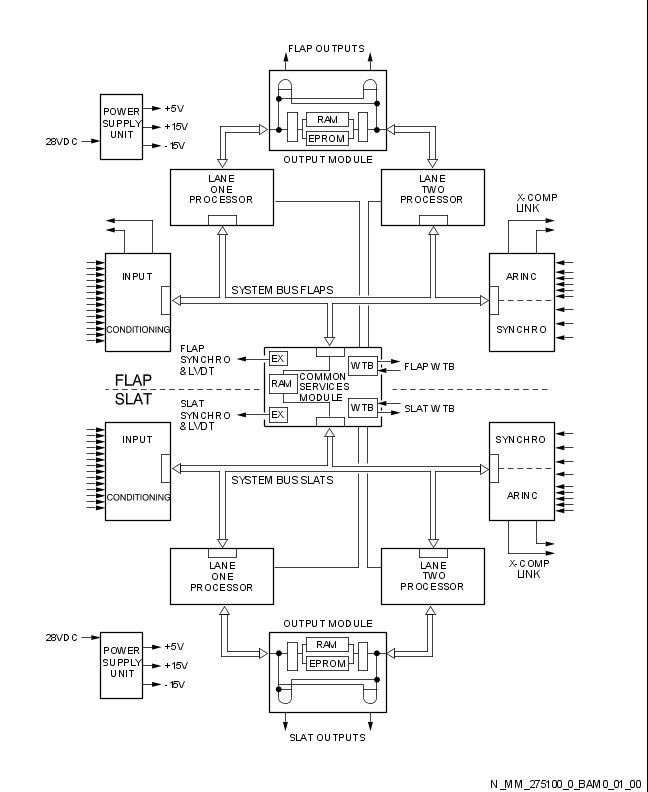 FLAP OUTPUTS
POWER
SUPPLY
UNIT
+5V
+15V
-15V
28VDC
RAM
EPROM
OUTPUT MODULE
LANE
ONE
PROCESSOR
LANE
TWO
PROCESSOR
X-COMP
LINK
INPUT
CONDITIONING
ARINC
SYNCHRO
SYSTEM BUS FLAPS
FLAP
SYNCHRO
& LVDT
EX
WTB
FLAP WTB
RAM
COMMON
SERVICES
MODULE
FLAP
SLAT
SLAT
SYNCHRO
& LVDT
EX
WTB
SLAT WTB
INPUT
CONDITIONING
SYNCHRO
ARINC
SYSTEM BUS SLATS
LANE
ONE
PROCESSOR
LANE
TWO
PROCESSOR
X-COMP
LINK
OUTPUT MODULE
28VDC
POWER
SUPPLY
UNIT
+5V
+15V
-15V
RAM
EPROM
SLAT OUTPUTS
N_MM_275100_0_BAM0_01_00